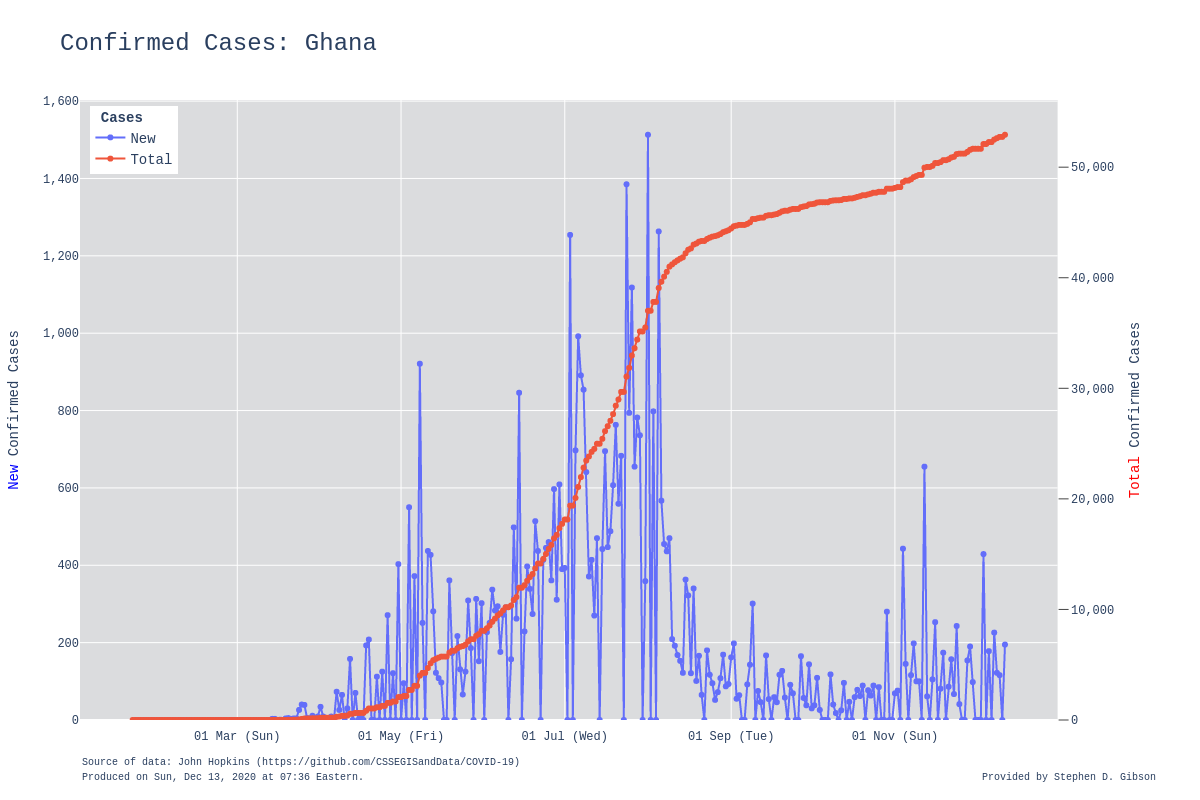 Confirmed Cases: Ghana
Cases
New
Total
1,600
1,400
1,200
1,000
800
600
400
200
0
New Confirmed Cases
50,000
40,000
30,000
20,000
10,000
0
Total Confirmed Cases
01 Mar (Sun) 01 May (Fri) 01 Jul (Wed) 01 Sep (Tue) 01 Nov (Sun)
Source of data: John Hopkins (https://github.com/CSSEGISandData/COVID-19)
Produced on Sun, Dec 13, 2020 at 07:36 Eastern.
Provided by Stephen D. Gibson